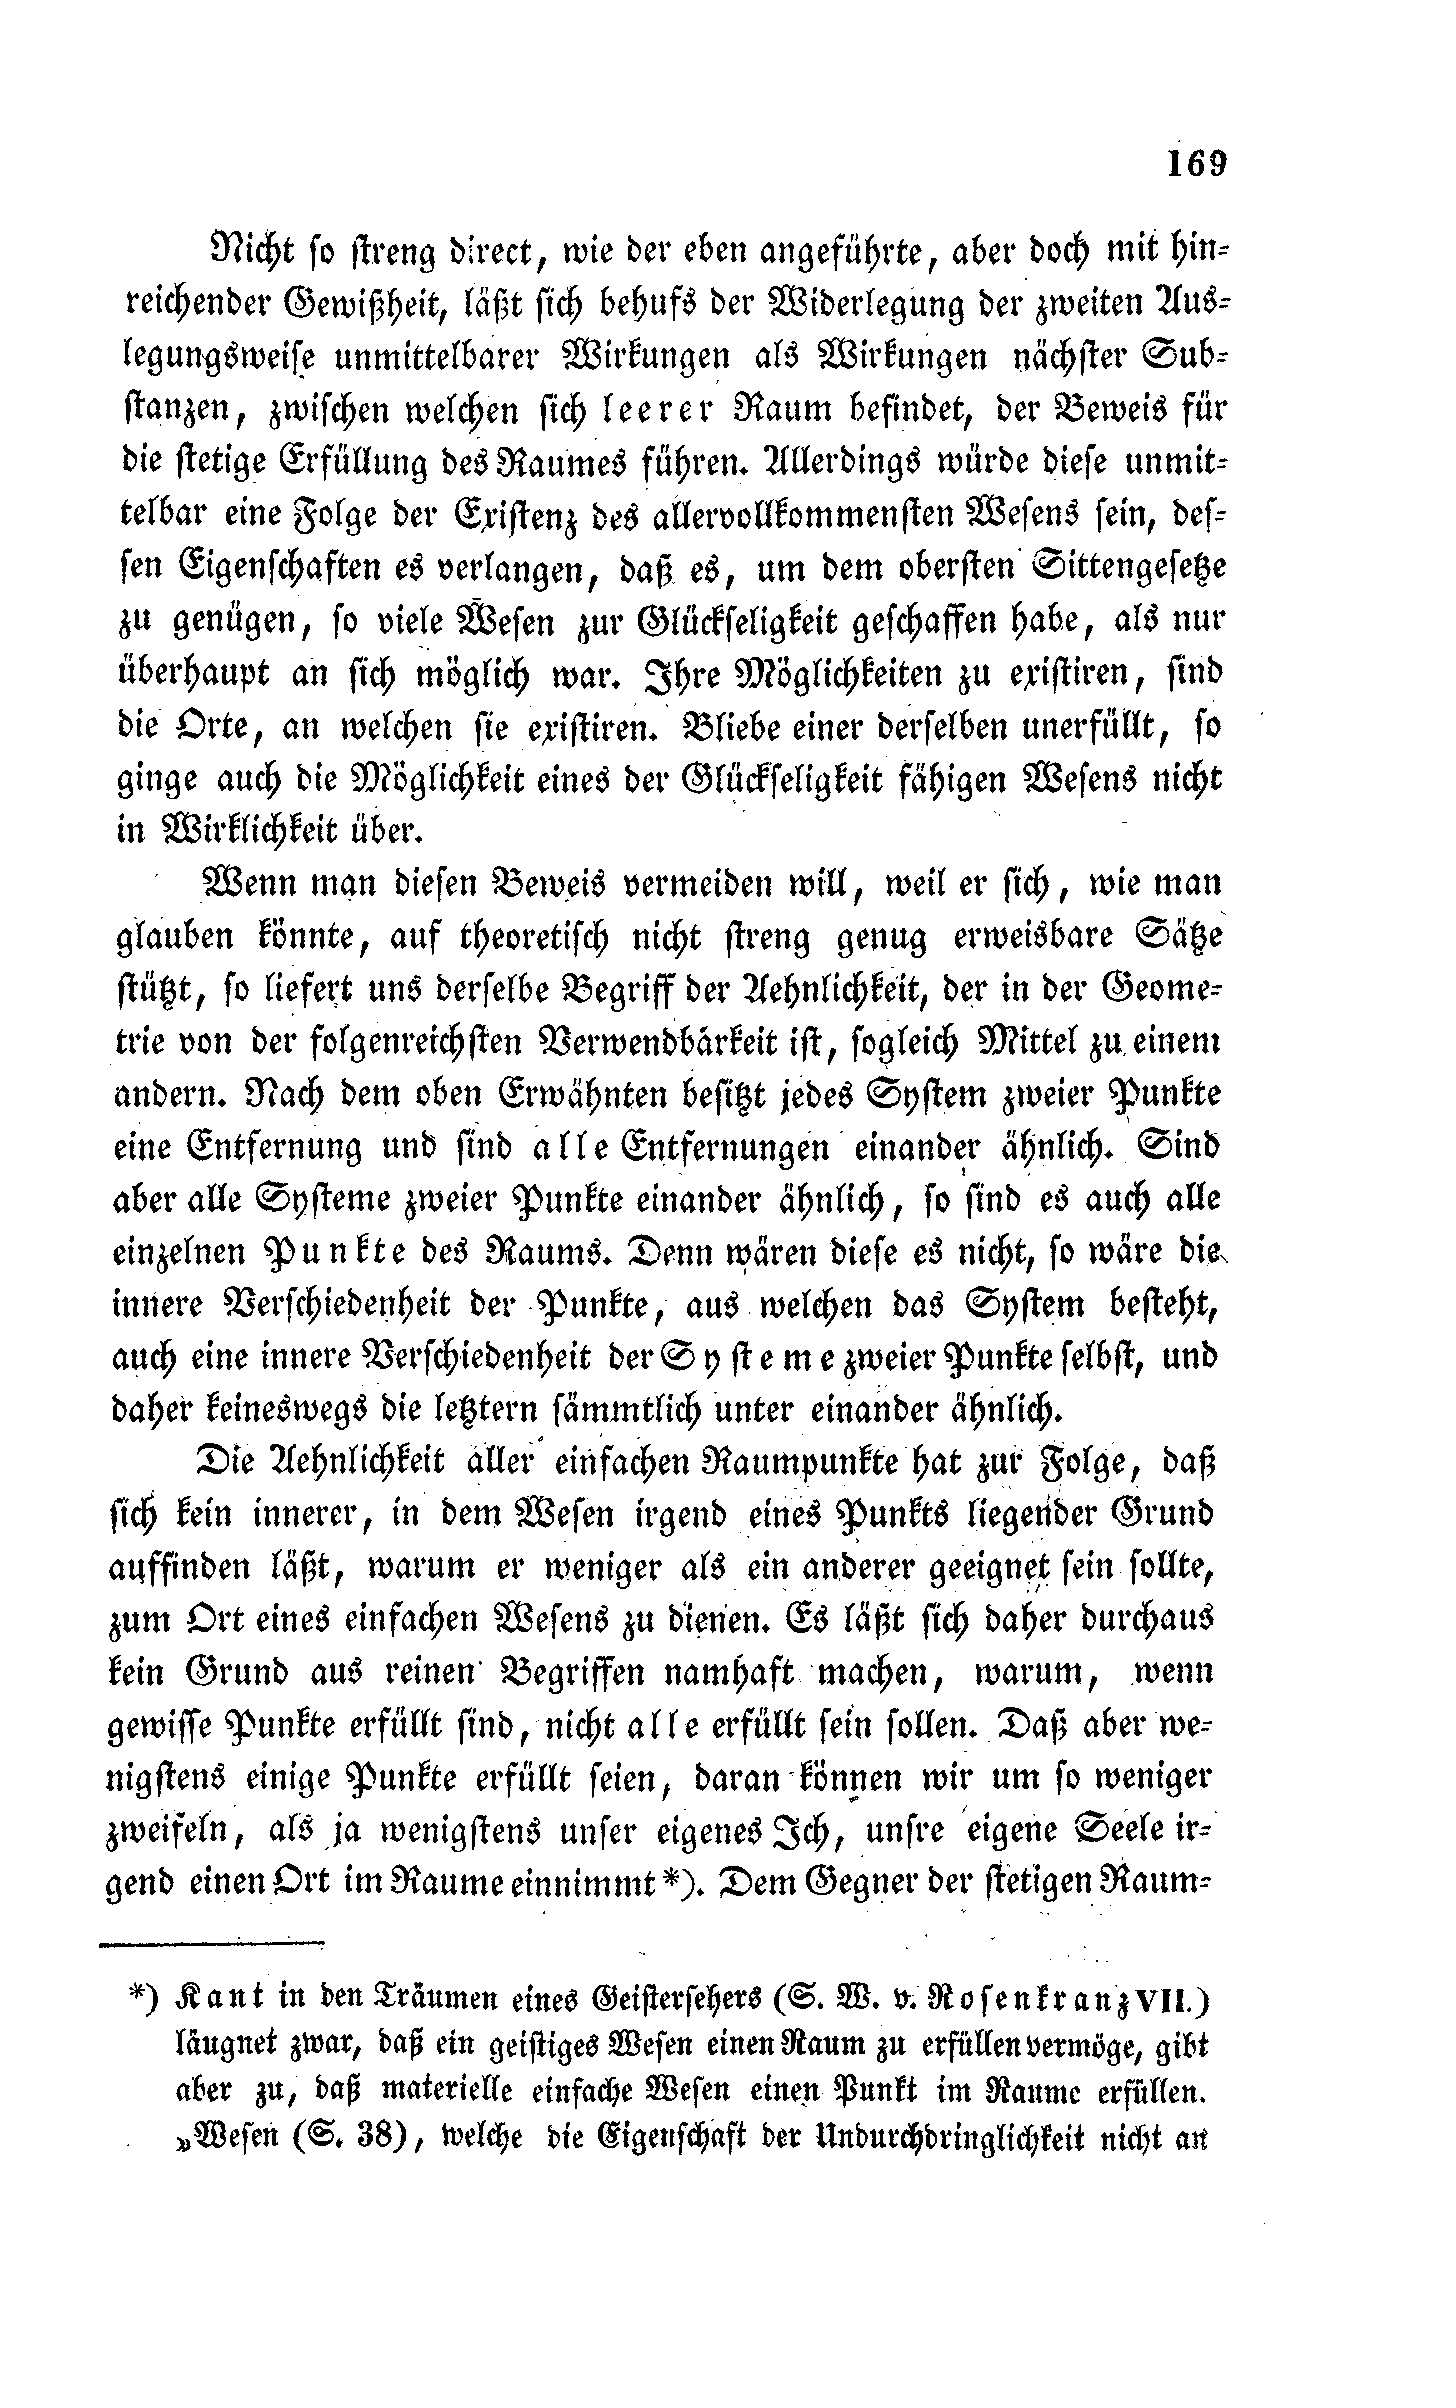 169
Nicht so streng direct, wie der eben angeführte, aber doch mit hin-
reichender Gewißheit, läßt sich behufs der Widerlegung der zweiten Aus-
legungsweise unmittelbarer Wirkungen als Wirkungen nächster Sub-
stanzen, zwischen welchen sich leerer Raum befindet, der Beweis für
die stetige Erfüllung des Raumes führen. Allerdings würde diese unmit-
telbar eine Folge der Existenz des allervollkommensten Wesens sein, des-
sen Eigenschaften es verlangen, daß es, um dem obersten Sittengesetze
zu genügen, so viele Wesen zur Glückseligkeit geschaffen habe, als nur
überhaupt an sich möglich war. Ihre Möglichkeiten zu existiren, sind
die Orte, an welchen sie existiren. Bliebe einer derselben unerfüllt, so
ginge auch die Möglichkeit eines der Glückseligkeit fähigen Wesens nicht
in Wirklichkeit über.
Wenn man diesen Beweis vermeiden will, weil er sich, wie man
glauben könnte, auf theoretisch nicht streng genug erweisbare Sätze
stützt, so liefert uns derselbe Begriff der Aehnlichkeit, der in der Geome-
trie von der folgenreichsten Verwendbarkeit ist, sogleich Mittel zu einem
andern. Nach dem oben Erwähnten besitzt jedes System zweier Punkte
eine Entfernung und sind alle Entfernungen einander ähnlich. Sind
aber alle Systeme zweier Punkte einander ähnlich, so sind es auch alle
einzelnen Punkte des Raums. Denn wären diese es nicht, so wäre die
innere Verschiedenheit der Punkte, aus welchen das System besteht,
auch eine innere Verschiedenheit der Systeme zweier Punkte selbst, und
daher keineswegs die letztern sämmtlich unter einander ähnlich.
Die Aehnlichkeit aller einfachen Raumpunkte hat zur Folge, daß
sich kein innerer, in dem Wesen irgend eines Punkts liegender Grund
auffinden läßt, warum er weniger als ein anderer geeignet sein sollte,
zum Ort eines einfachen Wesens zu dienen. Es läßt sich daher durchaus
kein Grund aus reinen Begriffen namhaft machen, warum, wenn
gewisse Punkte erfüllt sind, nicht alle erfüllt sein sollen. Daß aber we-
nigstens einige Punkte erfüllt seien, daran können wir um so weniger
zweifeln, als ja wenigstens unser eigenes Ich, unsre eigene Seele ir-
gend einen Ort im Raume einnimmt *). Dem Gegner der stetigen Raum-
*) Kant in den Träumen eines Geistersehers (S. W. v. Rosenkranz VII.)
läugnet zwar, daß ein geistiges Wesen einen Raum zu erfüllen vermöge, gibt
aber zu, daß materielle einfache Wesen einen Punkt im Raume erfüllen.
»Wesen (S. 38), welche die Eigenschaft der Undurchdringlichkeit nicht an